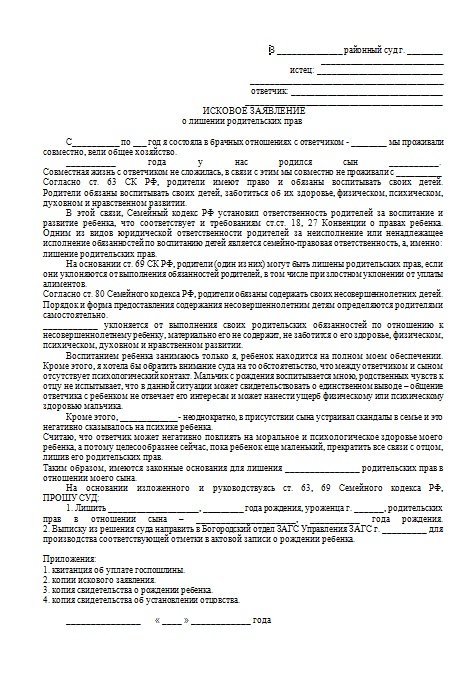 В ______________ районный суд г. ________
__________________________
истец: ___________________________
_________________________________________
ответчик: ________________________________
__________________________________________
ИСКОВОЕ ЗАЯВЛЕНИЕ
о лишении родительских прав
С__________ по ___год я состояла в брачных отношениях с ответчиком - ________ мы проживали
совместно, вели общее хозяйство.
__________ года у нас родился сын __________.
Совместная жизнь с ответчиком не сложилась, в связи с этим мы совместно не проживали с __________
Согласно ст. 63 СК РФ, родители имеют право и обязаны воспитывать своих детей.
Родители обязаны воспитывать своих детей, заботиться об их здоровье, физическом, психическом,
духовном и нравственном развитии.
В этой связи, Семейный кодекс РФ установил ответственность родителей за воспитание и
развитие ребенка, что соответствует и требованиям ст.ст. 18, 27 Конвенции о правах ребенка.
Одним из видов юридической ответственности родителей за неисполнение или ненадлежащее
исполнение обязанностей по воспитанию детей является семейно-правовая ответственность, а, именно:
лишение родительских прав.
На основании ст. 69 СК РФ, родители (один из них) могут быть лишены родительских прав, если
они уклоняются от выполнения обязанностей родителей, в том числе при злостном уклонении от уплаты
алиментов.
Согласно ст. 80 Семейного кодекса РФ, родители обязаны содержать своих несовершеннолетних детей.
Порядок и форма предоставления содержания несовершеннолетним детям определяются родителями
самостоятельно.
____________ уклоняется от выполнения своих родительских обязанностей по отношению к
несовершеннолетнему ребенку, материально его не содержит, не заботится о его здоровье, физическом,
психическом, духовном и нравственном развитии.
Воспитанием ребенка занимаюсь только я, ребенок находится на полном моем обеспечении.
Кроме этого, я хотела бы обратить внимание суда на то обстоятельство, что между ответчиком и сыном
отсутствует психологический контакт. Мальчик с рождения воспитывается мною, родственных чувств к
отцу не испытывает, что в данной ситуации может свидетельствовать о единственном выводе – общение
ответчика с ребенком не отвечает его интересам и может нанести ущерб физическому или психическому
здоровью мальчика.
Кроме этого, __________________- неоднократно, в присутствии сына устраивал скандалы в семье и это
негативно сказывалось на психике ребенка.
Считаю, что ответчик может негативно повлиять на моральное и психологическое здоровье моего
ребенка, а потому целесообразнее сейчас, пока ребенок еще маленький, прекратить все связи с отцом,
лишив его родительских прав.
Таким образом, имеются законные основания для лишения ________________ родительских прав в
отношении моего сына.
На основании изложенного и руководствуясь ст. 63, 69 Семейного кодекса РФ,
ПРОШУ СУД:
1. Лишить ____________________, _________ года рождения, уроженца г. ______, родительских
прав в отношении сына – ______________________, _________ года рождения.
2. Выписку из решения суда направить в Богородский отдел ЗАГС Управления ЗАГС г. __________ для
производства соответствующей отметки в актовой записи о рождении ребенка.
Приложения:
1. квитанция об уплате госпошлины.
2. копии искового заявления.
3. копия свидетельства о рождении ребенка.
4. копия свидетельства об установлении отцовства.
________________ « ____ » _____________ года